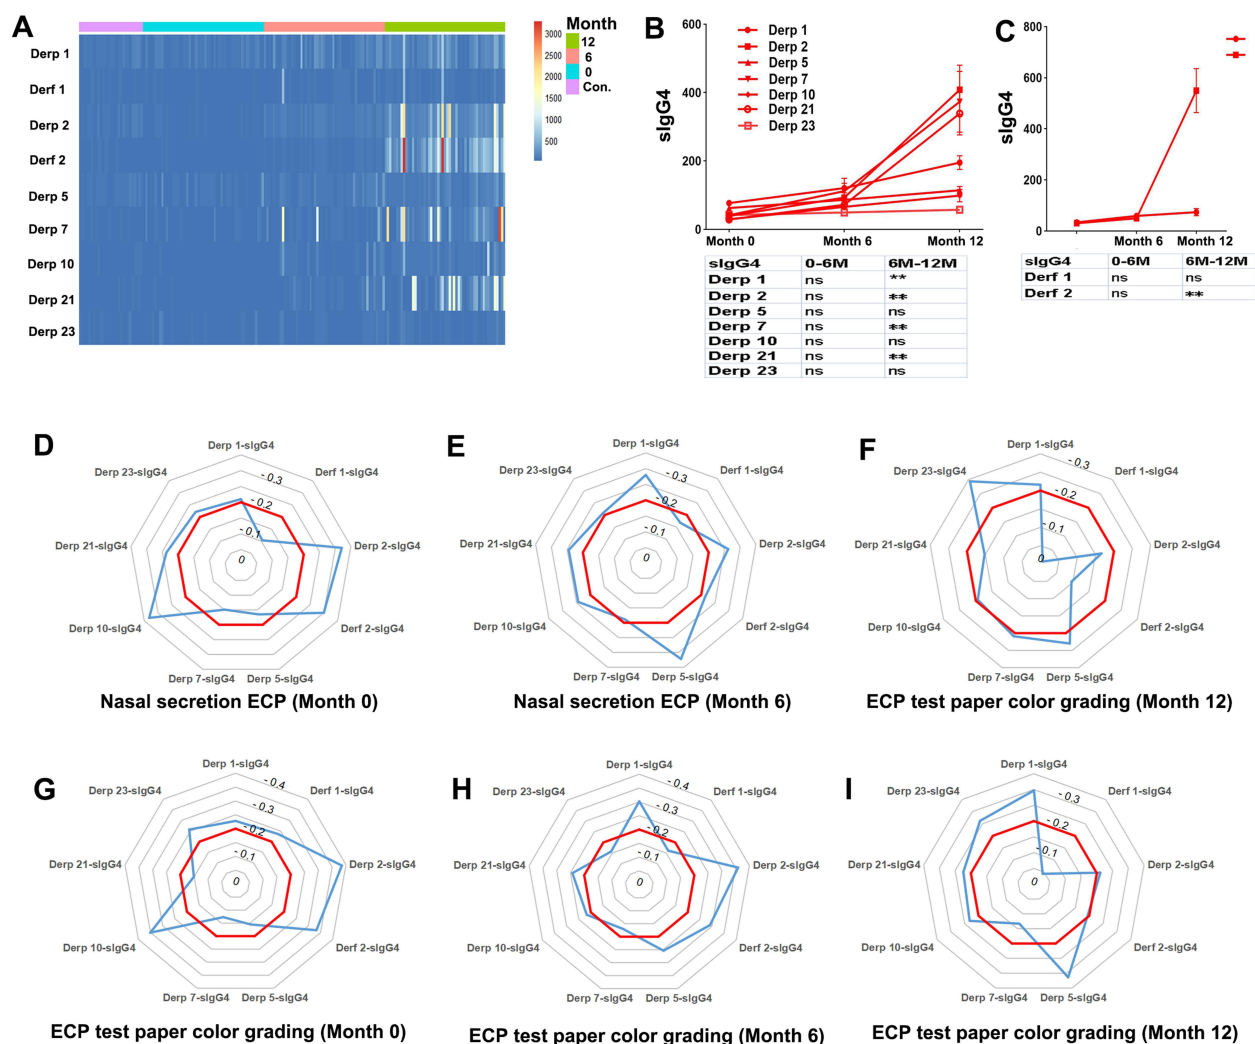 A
Month
12
6
0
Con.
3000
2500
2000
1500
1000
500
Derp 1
Derf 1
Derp 2
Derf 2
Derp 5
Derp 7
Derp 10
Derp 21
Derp 23
B
sIgG4
600
400
200
0
Month 0
Month 6
Month 12
Derp 1
Derp 2
Derp 5
Derp 7
Derp 10
Derp 21
Derp 23
sIgG4 0-6M 6M-12M
Derp 1 ns **
Derp 2 ns **
Derp 5 ns ns
Derp 7 ns **
Derp 10 ns ns
Derp 21 ns **
Derp 23 ns ns
C
sIgG4
800
600
400
200
0
Month 6
Month 12
sIgG4 0-6M 6M-12M
Derf 1 ns ns
Derf 2 ns **
D
Derp 1-sIgG4
Derf 1-sIgG4
Derp 2-sIgG4
Derf 2-sIgG4
Derp 5-sIgG4
Derp 7-sIgG4
Derp 10-sIgG4
Derp 21-sIgG4
Derp 23-sIgG4
- 0.3
- 0.2
- 0.1
0
Nasal secretion ECP (Month 0)
E
Derp 1-sIgG4
Derf 1-sIgG4
Derp 2-sIgG4
Derf 2-sIgG4
Derp 5-sIgG4
Derp 7-sIgG4
Derp 10-sIgG4
Derp 21-sIgG4
Derp 23-sIgG4
- 0.3
- 0.2
- 0.1
0
Nasal secretion ECP (Month 6)
F
Derp 1-sIgG4
Derf 1-sIgG4
Derp 2-sIgG4
Derf 2-sIgG4
Derp 5-sIgG4
Derp 7-sIgG4
Derp 10-sIgG4
Derp 21-sIgG4
Derp 23-sIgG4
- 0.3
- 0.2
- 0.1
0
ECP test paper color grading (Month 12)
G
Derp 1-sIgG4
Derf 1-sIgG4
Derp 2-sIgG4
Derf 2-sIgG4
Derp 5-sIgG4
Derp 7-sIgG4
Derp 10-sIgG4
Derp 21-sIgG4
Derp 23-sIgG4
- 0.4
- 0.3
- 0.2
- 0.1
0
ECP test paper color grading (Month 0)
H
Derp 1-sIgG4
Derf 1-sIgG4
Derp 2-sIgG4
Derf 2-sIgG4
Derp 5-sIgG4
Derp 7-sIgG4
Derp 10-sIgG4
Derp 21-sIgG4
Derp 23-sIgG4
- 0.4
- 0.3
- 0.2
- 0.1
0
ECP test paper color grading (Month 6)
I
Derp 1-sIgG4
Derf 1-sIgG4
Derp 2-sIgG4
Derf 2-sIgG4
Derp 5-sIgG4
Derp 7-sIgG4
Derp 10-sIgG4
Derp 21-sIgG4
Derp 23-sIgG4
- 0.3
- 0.2
- 0.1
0
ECP test paper color grading (Month 12)